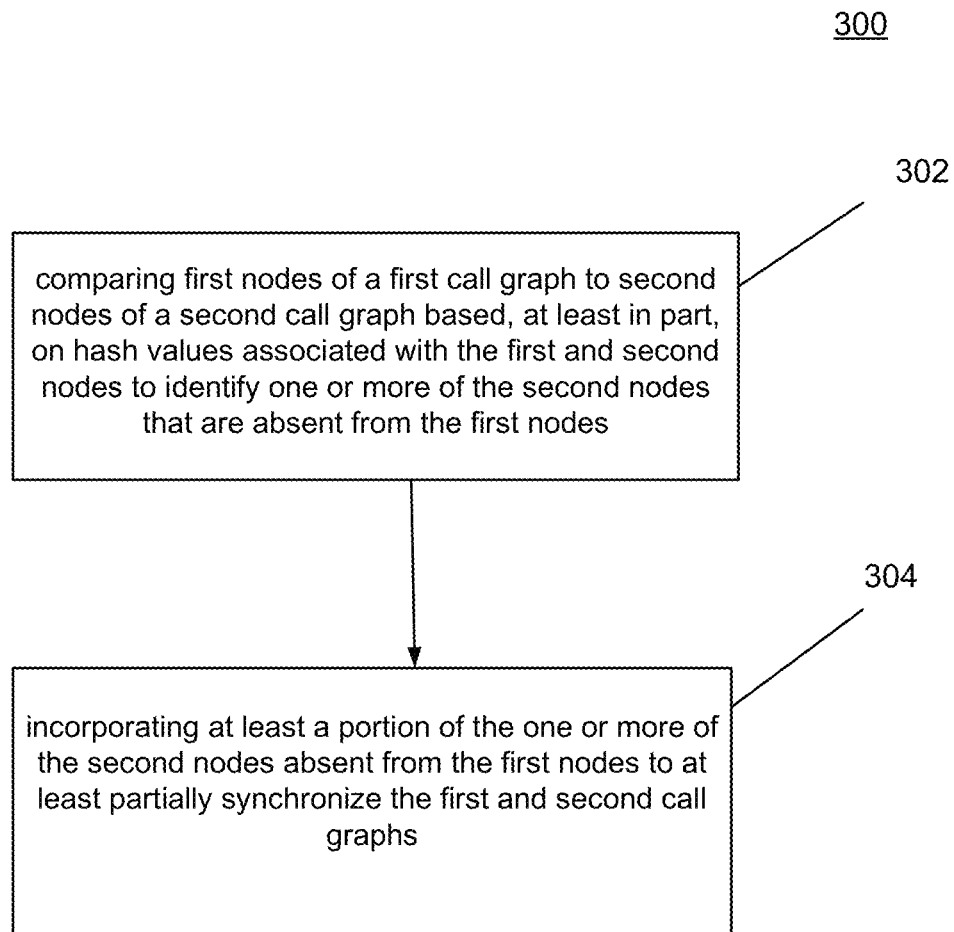 300
302
comparing first nodes of a first call graph to second
nodes of a second call graph based, at least in part,
on hash values associated with the first and second
nodes to identify one or more of the second nodes
that are absent from the first nodes
304
incorporating at least a portion of the one or more of
the second nodes absent from the first nodes to at
least partially synchronize the first and second call
graphs